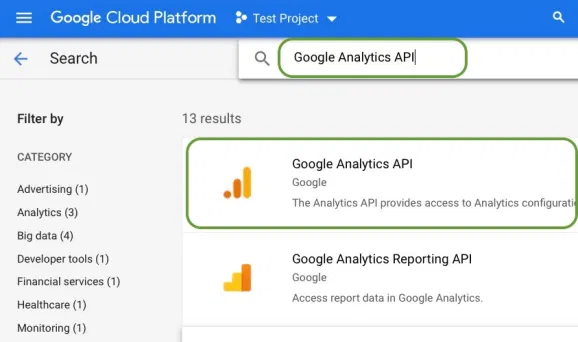 Google Cloud Platform
Test Project
Search
Google Analytics API
Filter by
13 results
CATEGORY
Advertising (1)
Analytics (3)
Big data (4)
Developer tools (1)
Financial services (1)
Healthcare (1)
Monitoring (1)
Google Analytics API
Google
The Analytics API provides access to Analytics configuratio
Google Analytics Reporting API
Google
Access report data in Google Analytics.